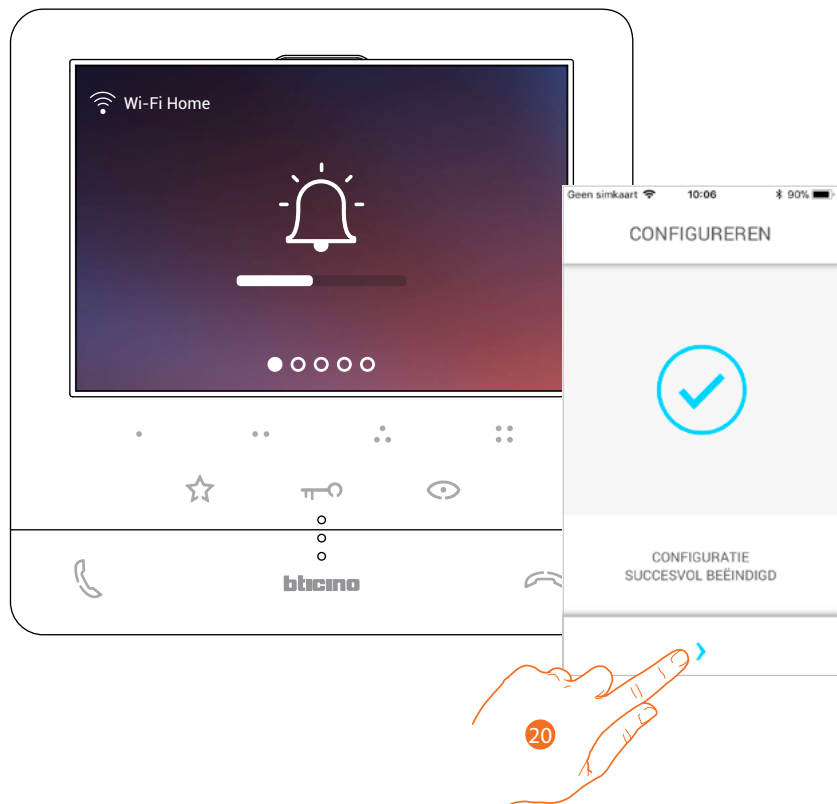 Wi-Fi Home
bticino
Geen simkaart 10:06 90%
CONFIGUREREN
CONFIGURATIE
SUCCESVOL BEËINDIGD
20